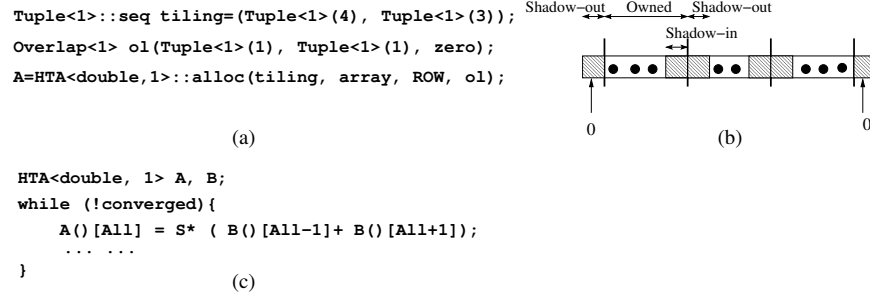 Tuple<1>::seq tiling=(Tuple<1>(4), Tuple<1>(3));
Overlap<1> ol(Tuple<1>(1), Tuple<1>(1), zero);
A=HTA<double,1>::alloc(tiling, array, ROW, ol);
(a)
Shadow-out Owned Shadow-out
Shadow-in
0 0
(b)
HTA<double, 1> A, B;
while (!converged){
A()[All] = S* ( B()[All-1]+ B()[All+1]);
... ...
}
(c)